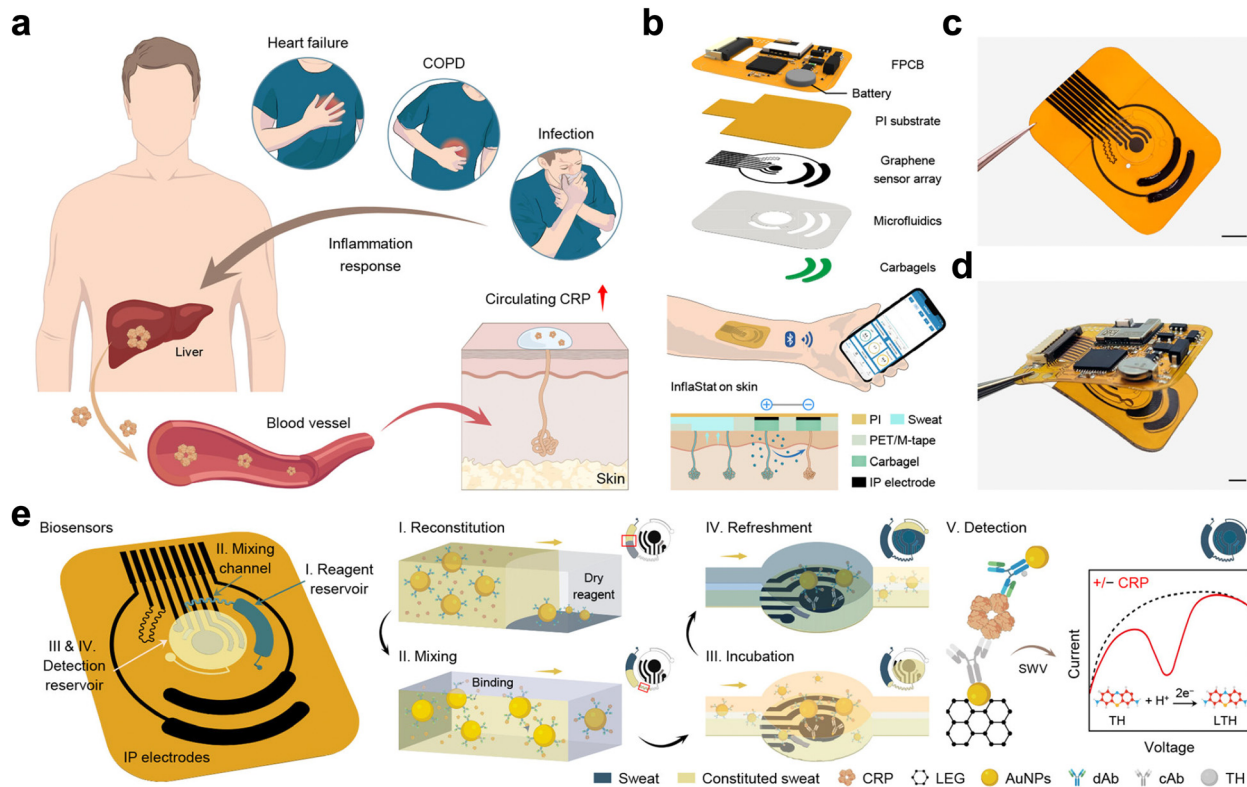 a
Heart failure
COPD
Infection
Inflammation
response
Circulating CRP
Liver
Blood vessel
Skin
b
FPCB
Battery
PI substrate
Graphene
sensor array
Microfluidics
Carbagels
InflaStat on skin
PI
Sweat
PET/M-tape
Carbagel
IP electrode
c
d
e
Biosensors
II. Mixing
channel
I. Reagent
reservoir
III & IV.
Detection
reservoir
IP electrodes
I. Reconstitution
Dry
reagent
II. Mixing
Binding
IV. Refreshment
III. Incubation
V. Detection
SWV
+/− CRP
Current
TH
+ H⁺
2e⁻
LTH
Voltage
Sweat
Constituted sweat
CRP
LEG
AuNPs
dAb
cAb
TH